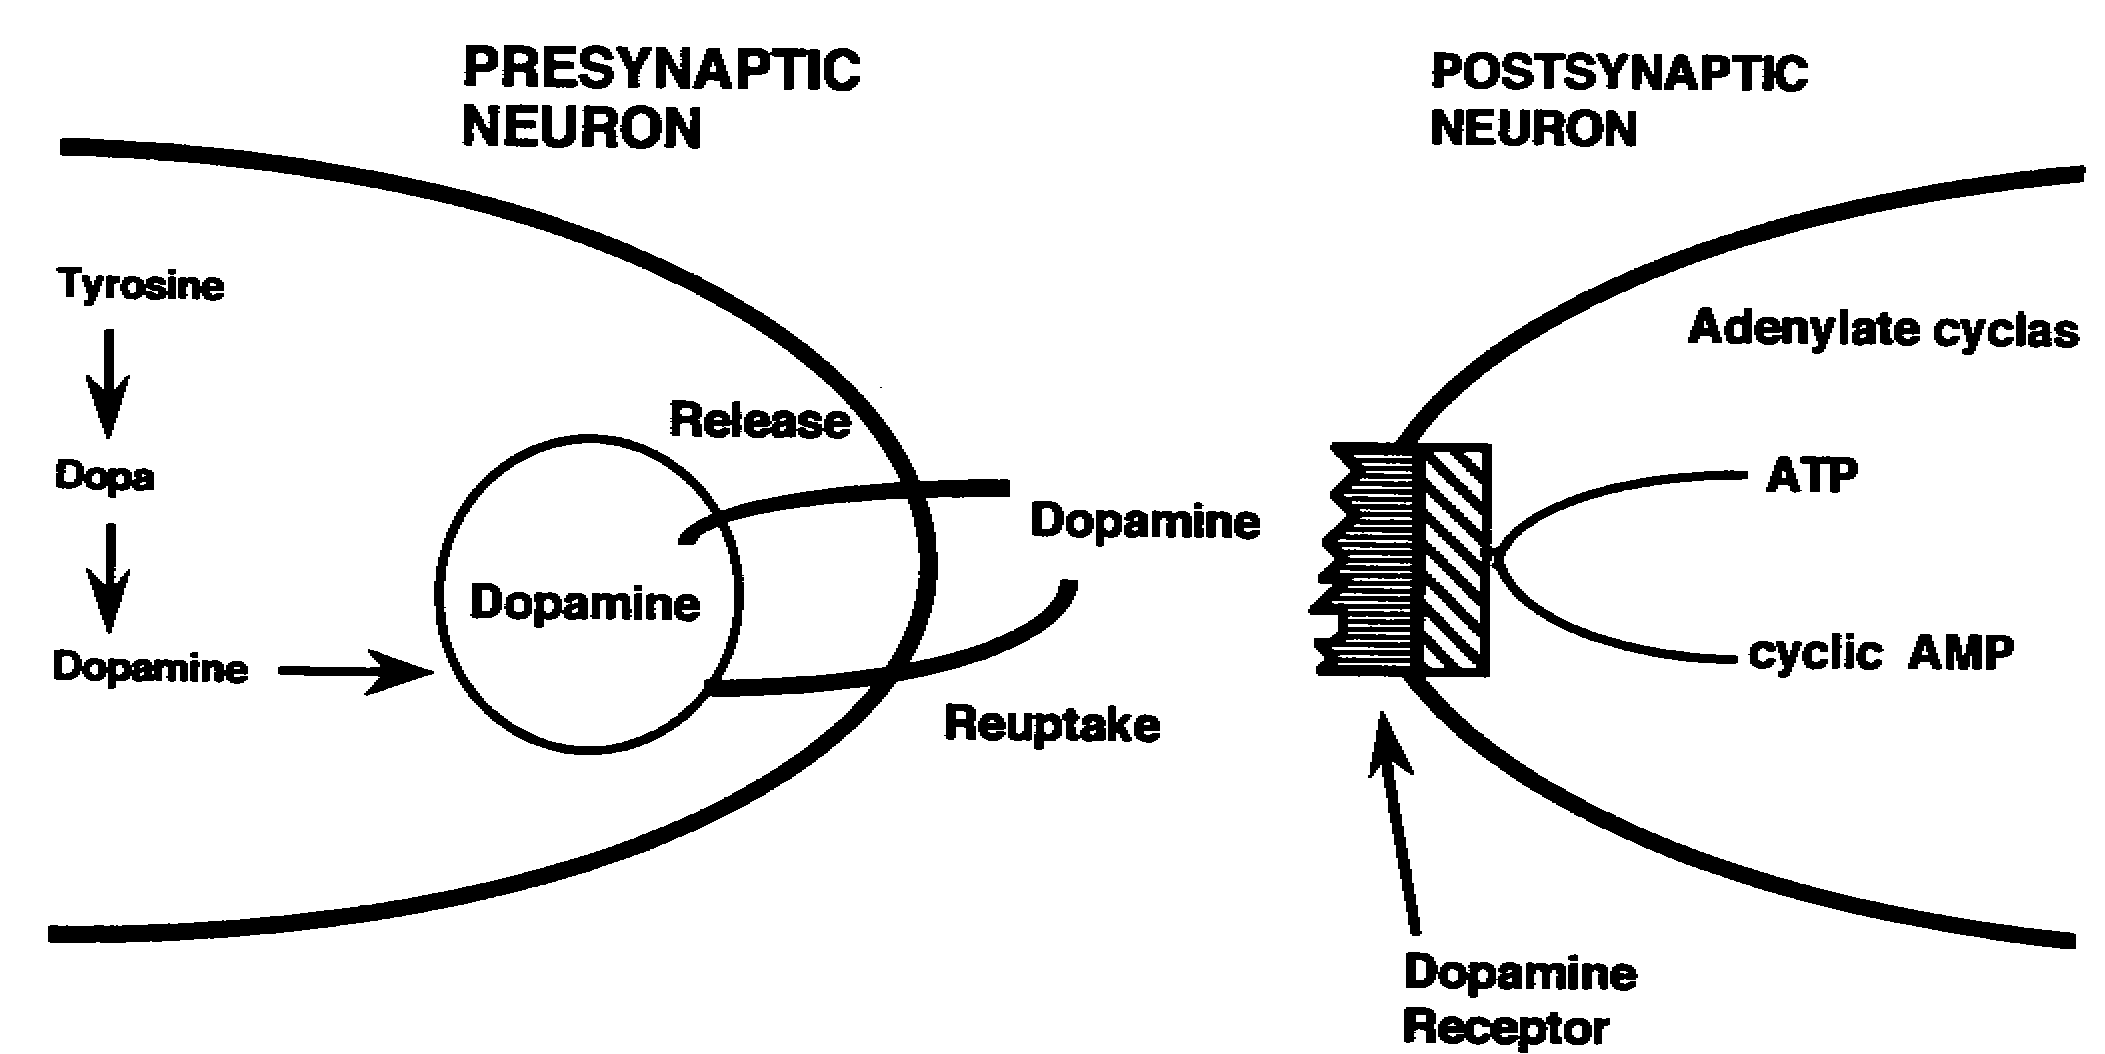 PRESYNAPTIC
NEURON
POSTSYNAPTIC
NEURON
Tyrosine
Dopa
Dopamine
Dopamine
Release
Dopamine
Reuptake
Adenylate cyclas
ATP
cyclic AMP
Dopamine
Receptor